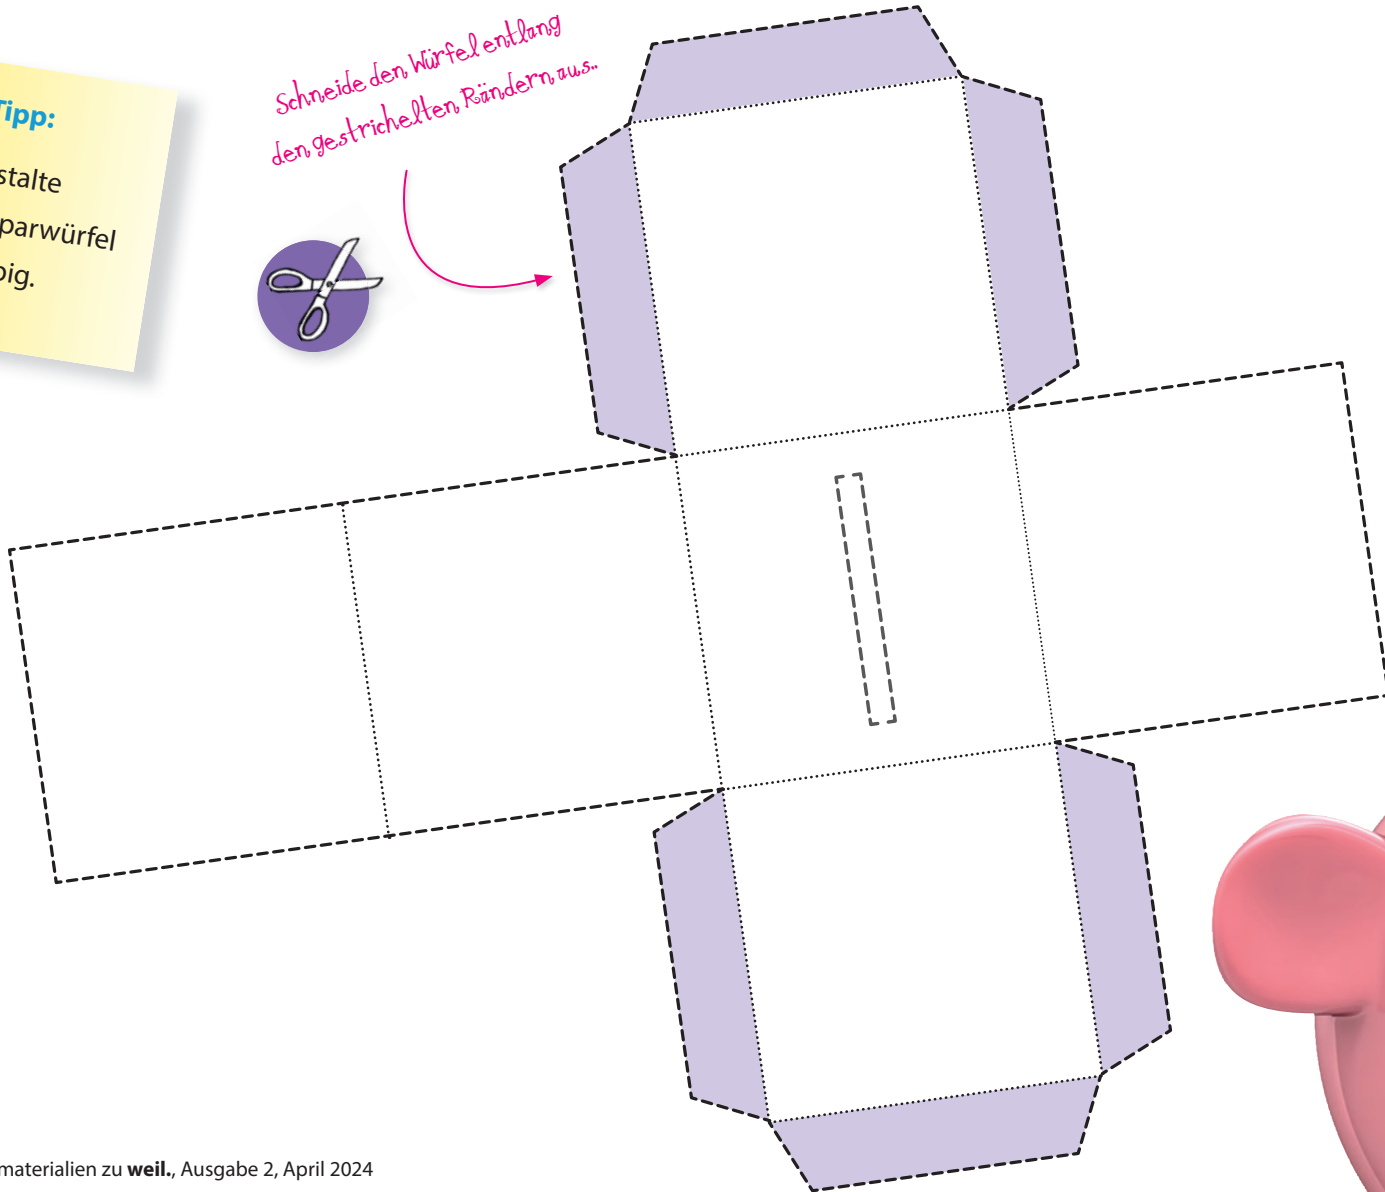 Schneide den Würfel entlang
den gestrichelten Rändern aus..
Tipp:
stalte
parwürfel
big.
materialien zu weil., Ausgabe 2, April 2024